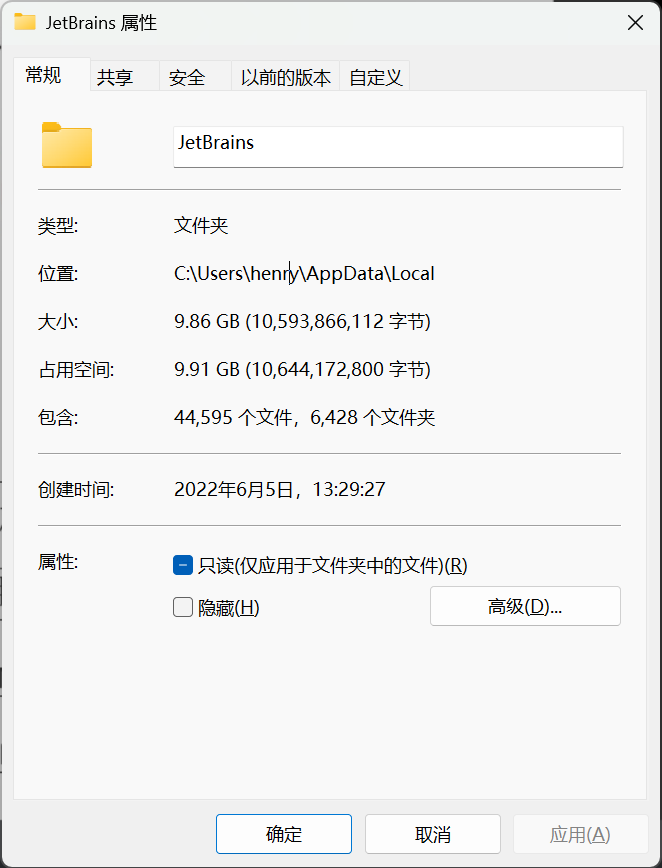 JetBrains 属性
常规 共享 安全 以前的版本 自定义
JetBrains
类型: 文件夹
位置: C:\Users\henry\AppData\Local
大小: 9.86 GB (10,593,866,112 字节)
占用空间: 9.91 GB (10,644,172,800 字节)
包含: 44,595 个文件，6,428 个文件夹
创建时间: 2022年6月5日，13:29:27
属性: 只读(仅应用于文件夹中的文件)(R)
隐藏(H) 高级(D)...
确定 取消 应用(A)